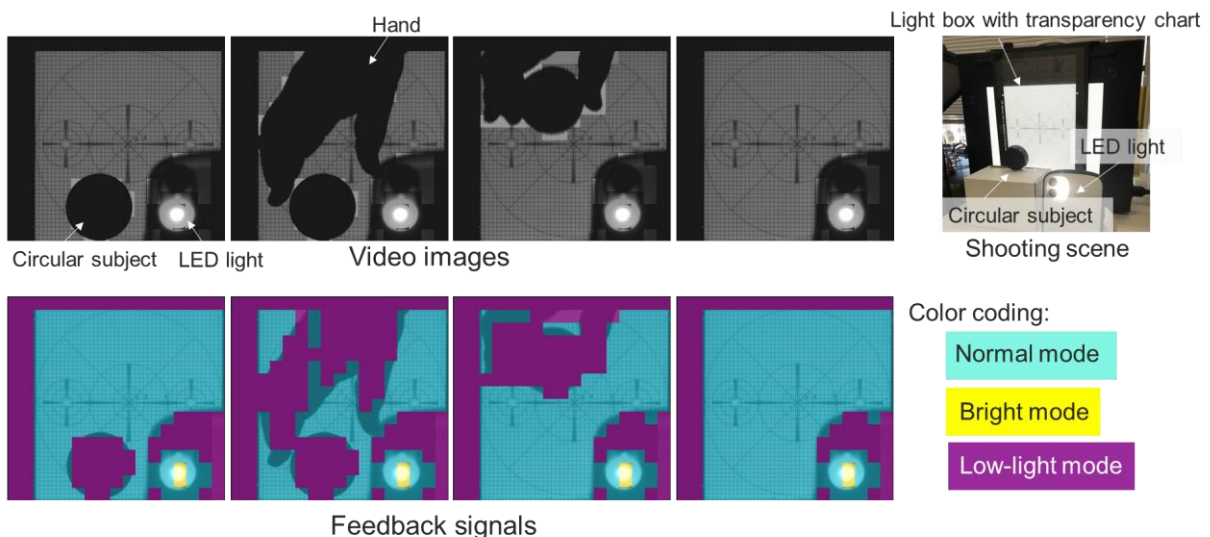 Hand
Light box with transparency chart
LED light
Circular subject
Circular subject
LED light
Video images
Shooting scene
Color coding:
Normal mode
Bright mode
Low-light mode
Feedback signals